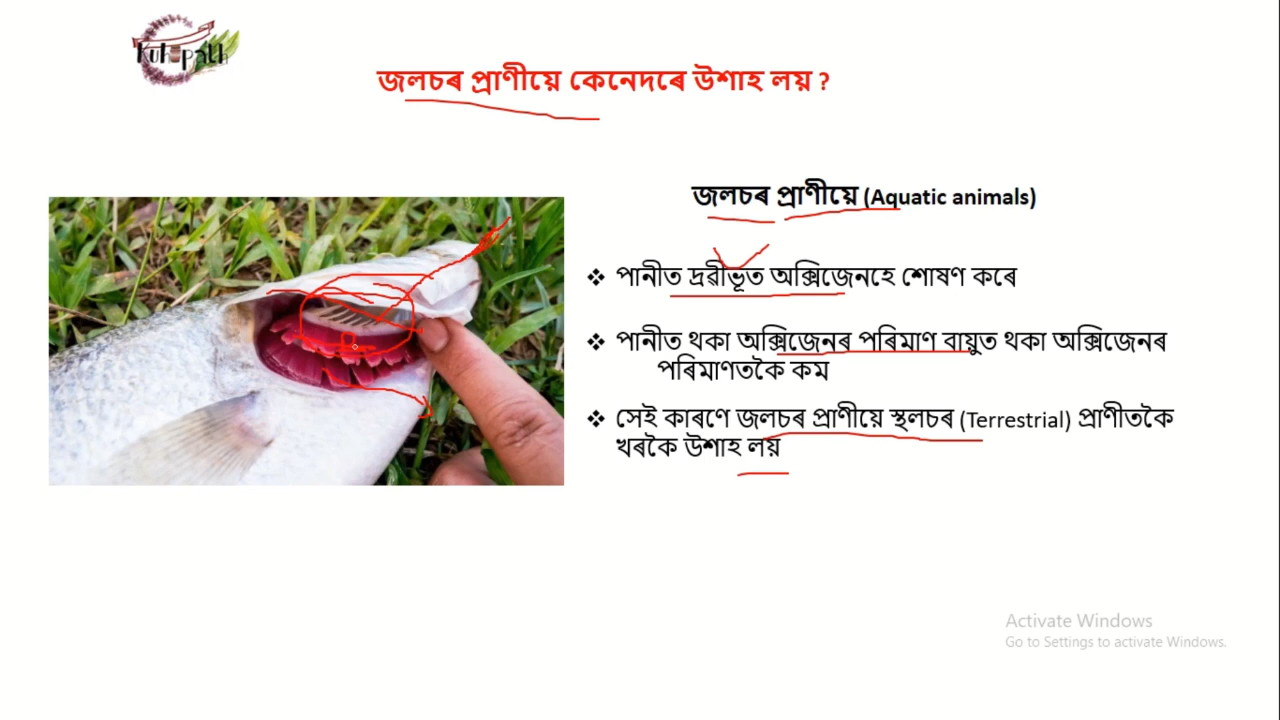 Kuhipath
জলচৰ প্ৰাণীয়ে কেনেদৰে উশাহ লয় ?
জলচৰ প্ৰাণীয়ে (Aquatic animals)
❖ পানীত দ্ৰৱীভূত অক্সিজেনহে শোষণ কৰে
❖ পানীত থকা অক্সিজেনৰ পৰিমাণ বায়ুত থকা অক্সিজেনৰ
পৰিমাণতকৈ কম
❖ সেই কাৰণে জলচৰ প্ৰাণীয়ে স্থলচৰ (Terrestrial) প্ৰাণীতকৈ
খৰকৈ উশাহ লয়
Activate Windows
Go to Settings to activate Windows.